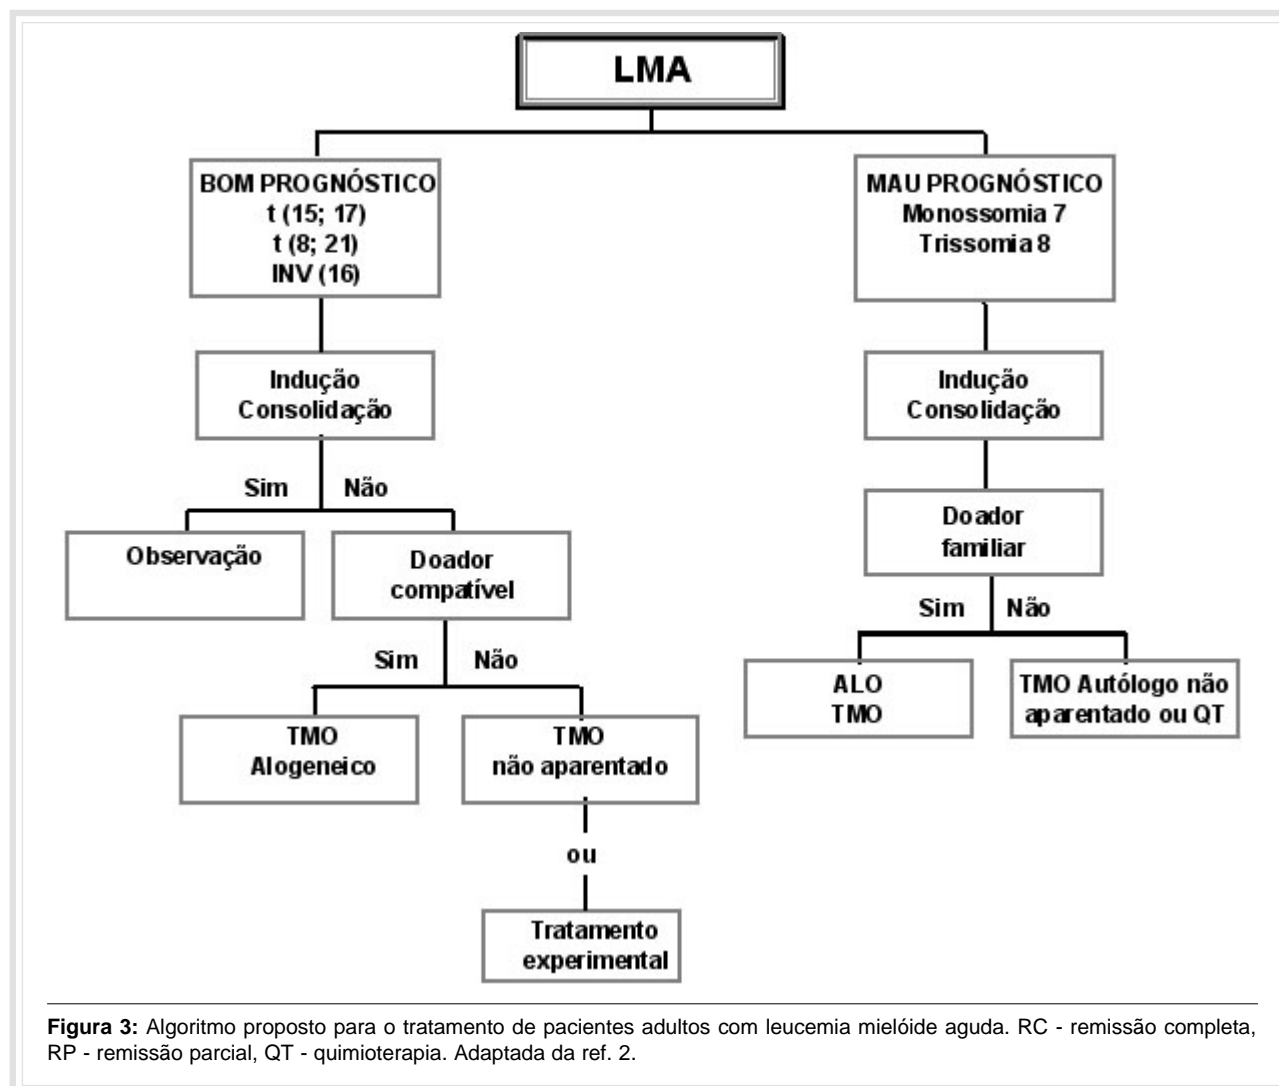 LMA
BOM PROGNÓSTICO
t (15; 17)
t (8; 21)
INV (16)
MAU PROGNÓSTICO
Monossomia 7
Trissomia 8
Indução
Consolidação
Indução
Consolidação
Sim Não
Doador
familiar
Observação
Doador
compatível
Sim Não
Sim Não
ALO
TMO
TMO Autólogo não
aparentado ou QT
TMO
Alogeneico
TMO
não aparentado
ou
Tratamento
experimental
Figura 3: Algoritmo proposto para o tratamento de pacientes adultos com leucemia mielóide aguda. RC - remissão completa,
RP - remissão parcial, QT - quimioterapia. Adaptada da ref. 2.